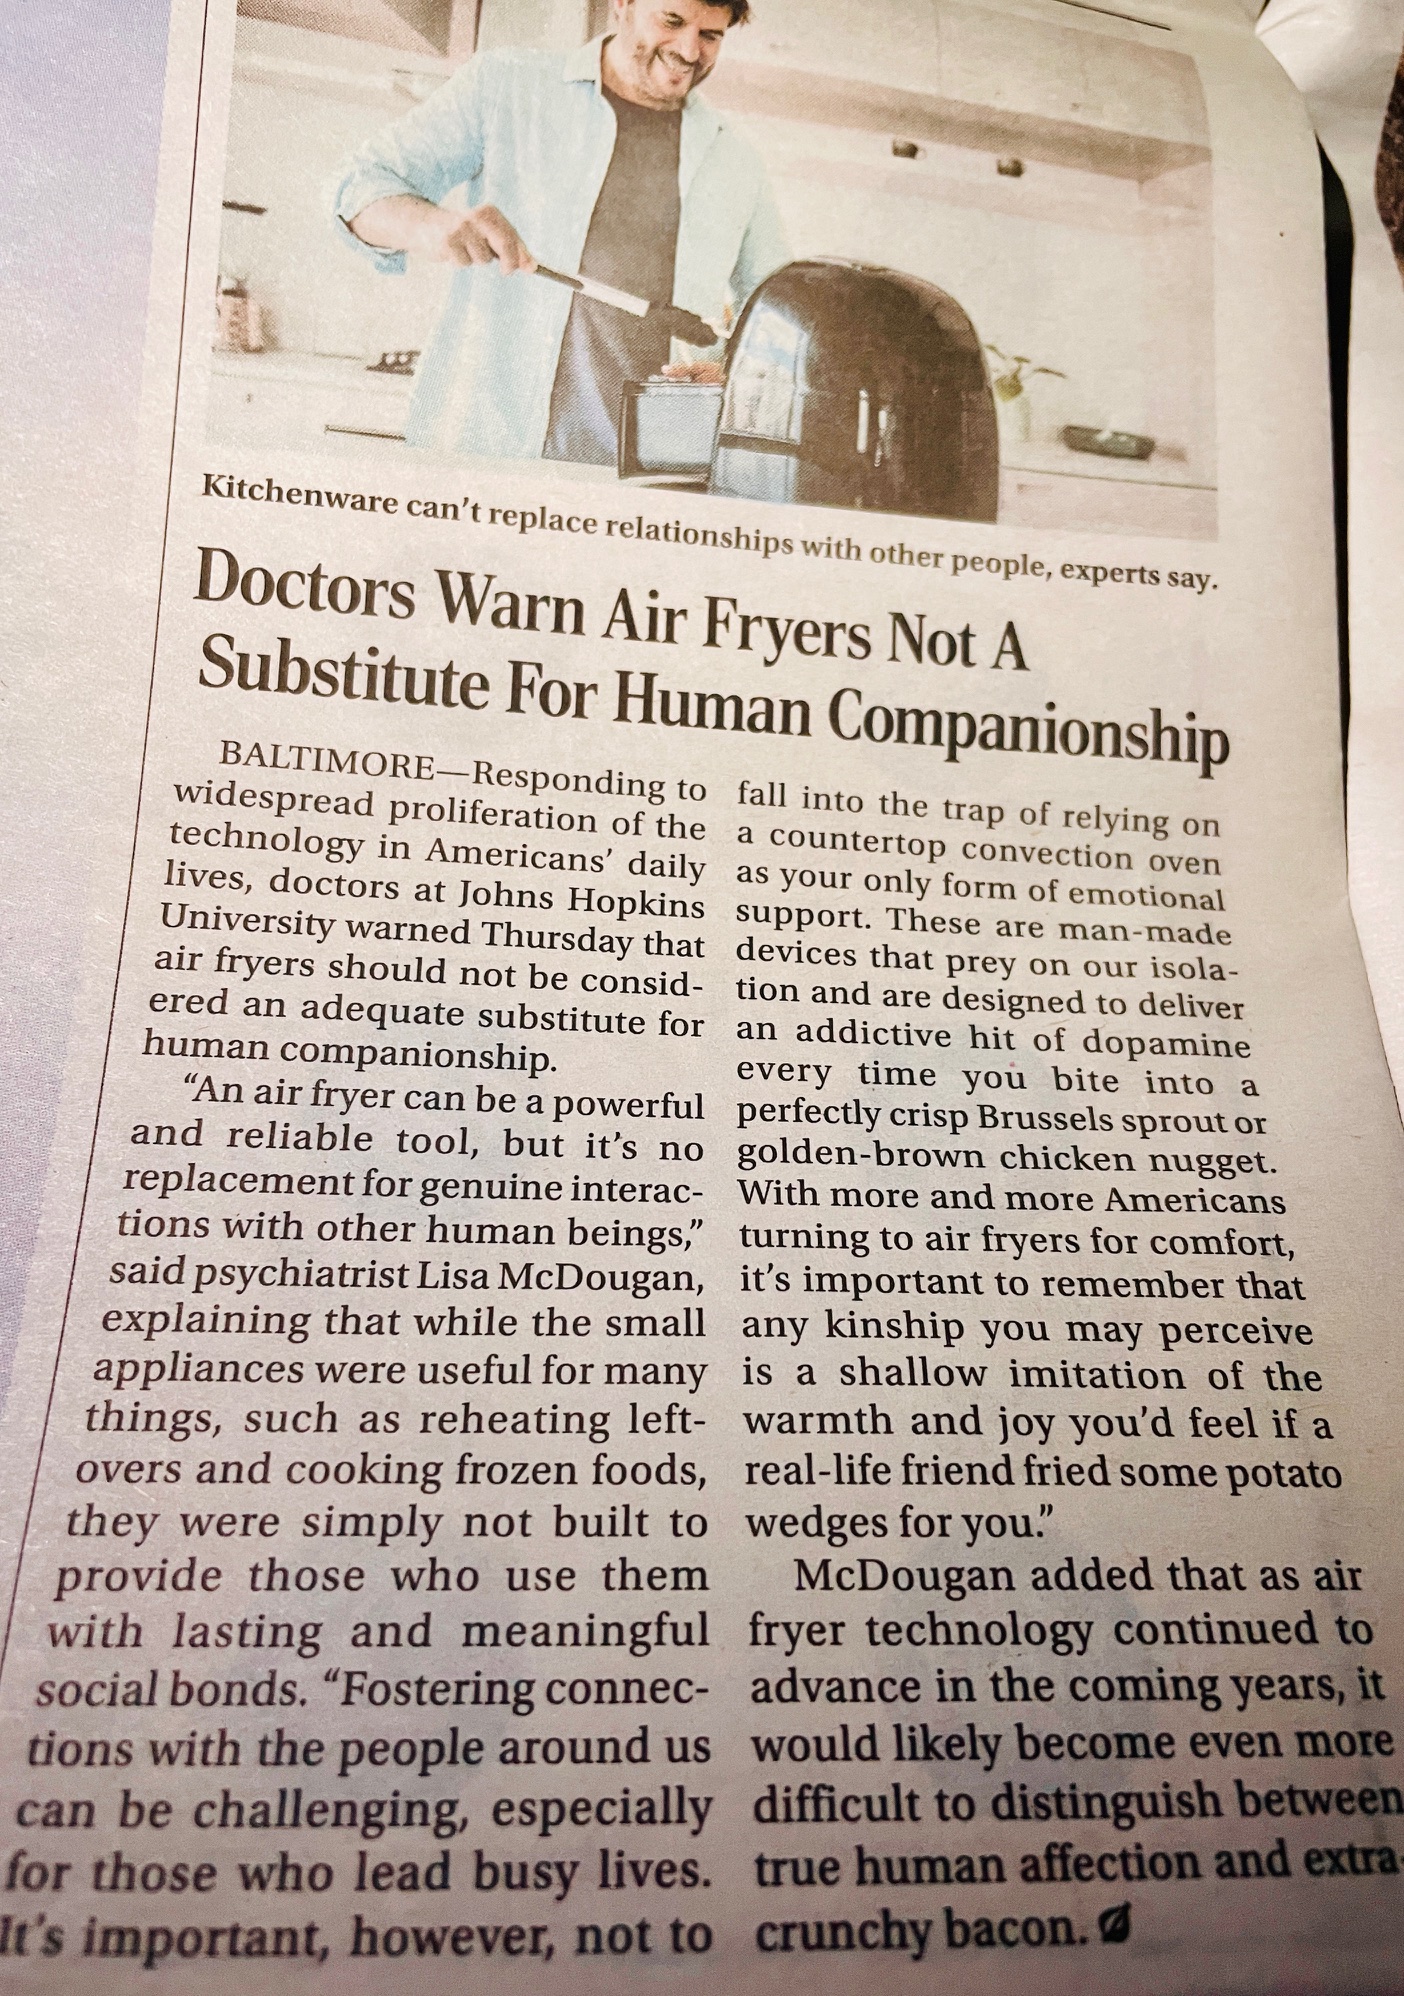 Kitchenware can't replace relationships with other people, experts say.
Doctors Warn Air Fryers Not A
Substitute For Human Companionship
BALTIMORE—Responding to
widespread proliferation of the
technology in Americans' daily
lives, doctors at Johns Hopkins
University warned Thursday that
air fryers should not be consid-
ered an adequate substitute for
human companionship.
“An air fryer can be a powerful
and reliable tool, but it's no
replacement for genuine interac-
tions with other human beings,”
said psychiatrist Lisa McDougan,
explaining that while the small
appliances were useful for many
things, such as reheating left-
overs and cooking frozen foods,
they were simply not built to
provide those who use them
with lasting and meaningful
social bonds. “Fostering connec-
tions with the people around us
can be challenging, especially
for those who lead busy lives.
It's important, however, not to
fall into the trap of relying on
a countertop convection oven
as your only form of emotional
support. These are man-made
devices that prey on our isola-
tion and are designed to deliver
an addictive hit of dopamine
every time you bite into a
perfectly crisp Brussels sprout or
golden-brown chicken nugget.
With more and more Americans
turning to air fryers for comfort,
it's important to remember that
any kinship you may perceive
is a shallow imitation of the
warmth and joy you'd feel if a
real-life friend fried some potato
wedges for you.”
McDougan added that as air
fryer technology continued to
advance in the coming years, it
would likely become even more
difficult to distinguish between
true human affection and extra-
crunchy bacon.